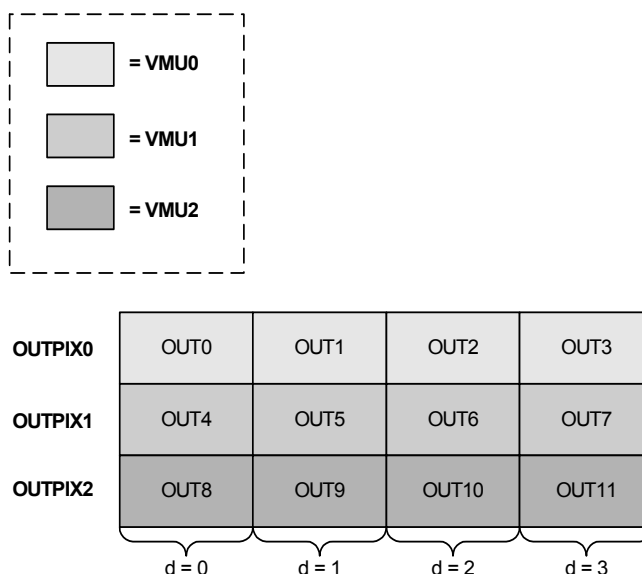 = VMU0
= VMU1
= VMU2
OUTPIX0 OUT0 OUT1 OUT2 OUT3
OUTPIX1 OUT4 OUT5 OUT6 OUT7
OUTPIX2 OUT8 OUT9 OUT10 OUT11
d = 0 d = 1 d = 2 d = 3